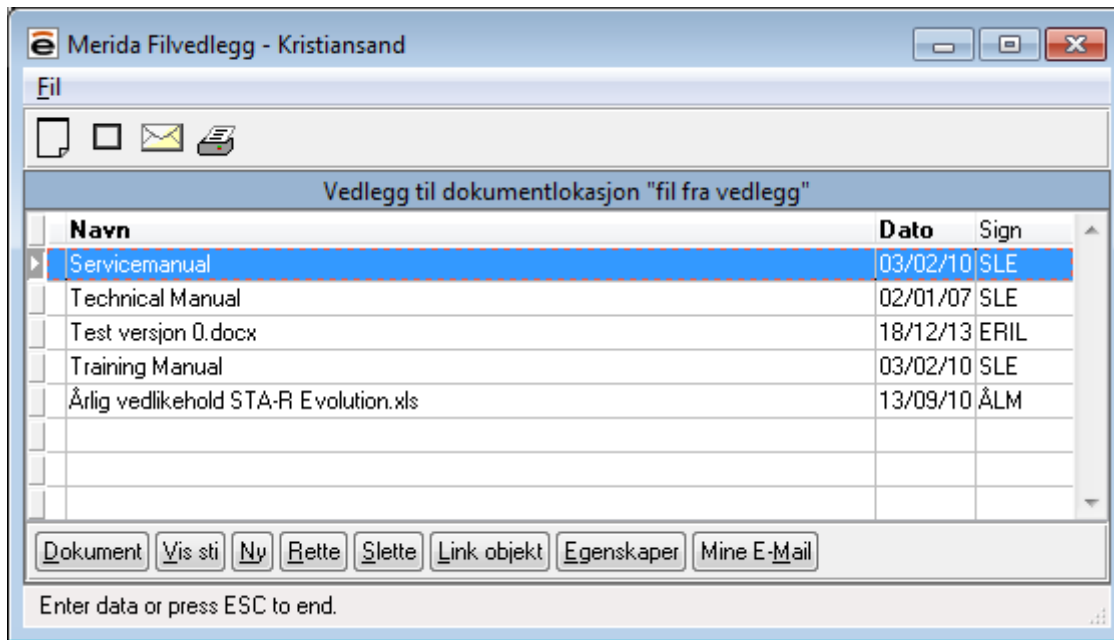 Merida Filvedlegg - Kristiansand
Fil
Vedlegg til dokumentlokasjon "fil fra vedlegg"
Navn Dato Sign
Servicemanual 03/02/10 SLE
Technical Manual 02/01/07 SLE
Test versjon 0.docx 18/12/13 ERIL
Training Manual 03/02/10 SLE
Årlig vedlikehold STA-R Evolution.xls 13/09/10 ÅLM
Dokument Vis sti Ny Rette Slette Link objekt Egenskaper Mine E-Mail
Enter data or press ESC to end.